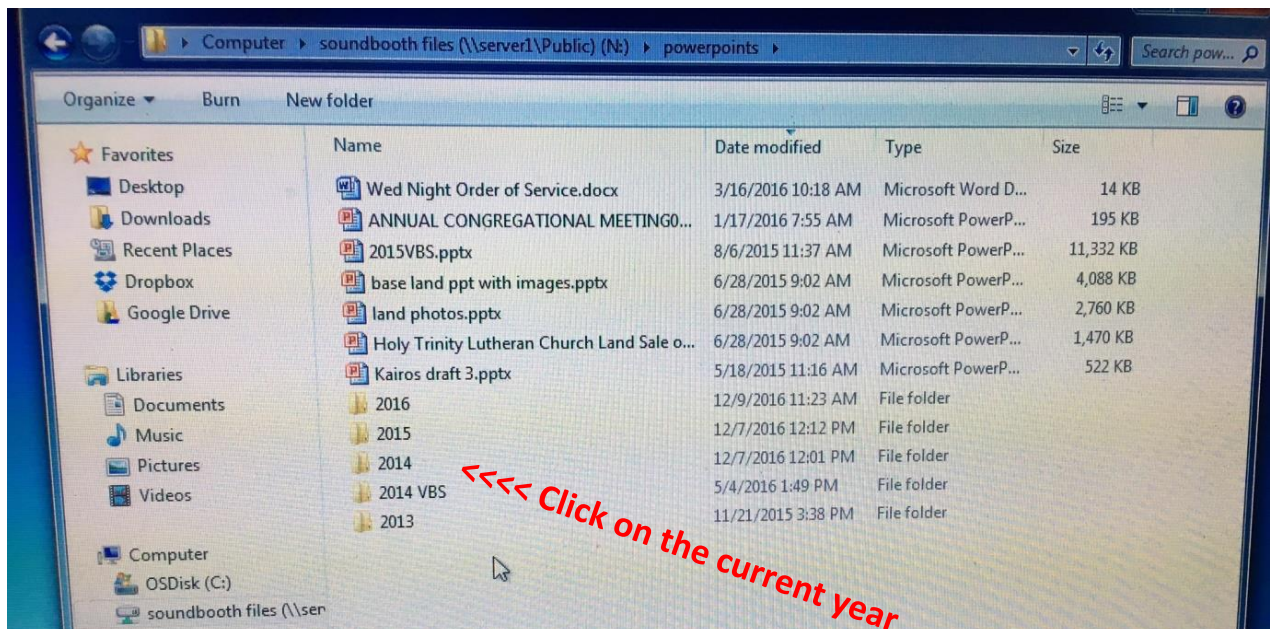 Computer ▸ soundbooth files (\\server1\Public) (N:) ▸ powerpoints ▸ Search pow...
Organize Burn New folder
Name Date modified Type Size
Favorites
Desktop
Downloads
Recent Places
Dropbox
Google Drive
Libraries
Documents
Music
Pictures
Videos
Computer
OSDisk (C:)
soundbooth files (\\ser
Wed Night Order of Service.docx 3/16/2016 10:18 AM Microsoft Word D... 14 KB
ANNUAL CONGREGATIONAL MEETING0... 1/17/2016 7:55 AM Microsoft PowerP... 195 KB
2015VBS.pptx 8/6/2015 11:37 AM Microsoft PowerP... 11,332 KB
base land ppt with images.pptx 6/28/2015 9:02 AM Microsoft PowerP... 4,088 KB
land photos.pptx 6/28/2015 9:02 AM Microsoft PowerP... 2,760 KB
Holy Trinity Lutheran Church Land Sale o... 6/28/2015 9:02 AM Microsoft PowerP... 1,470 KB
Kairos draft 3.pptx 5/18/2015 11:16 AM Microsoft PowerP... 522 KB
2016 12/9/2016 11:23 AM File folder
2015 12/7/2016 12:12 PM File folder
2014 12/7/2016 12:01 PM File folder
2014 VBS 5/4/2016 1:49 PM File folder
2013 11/21/2015 3:38 PM File folder
<<<< Click on the current year